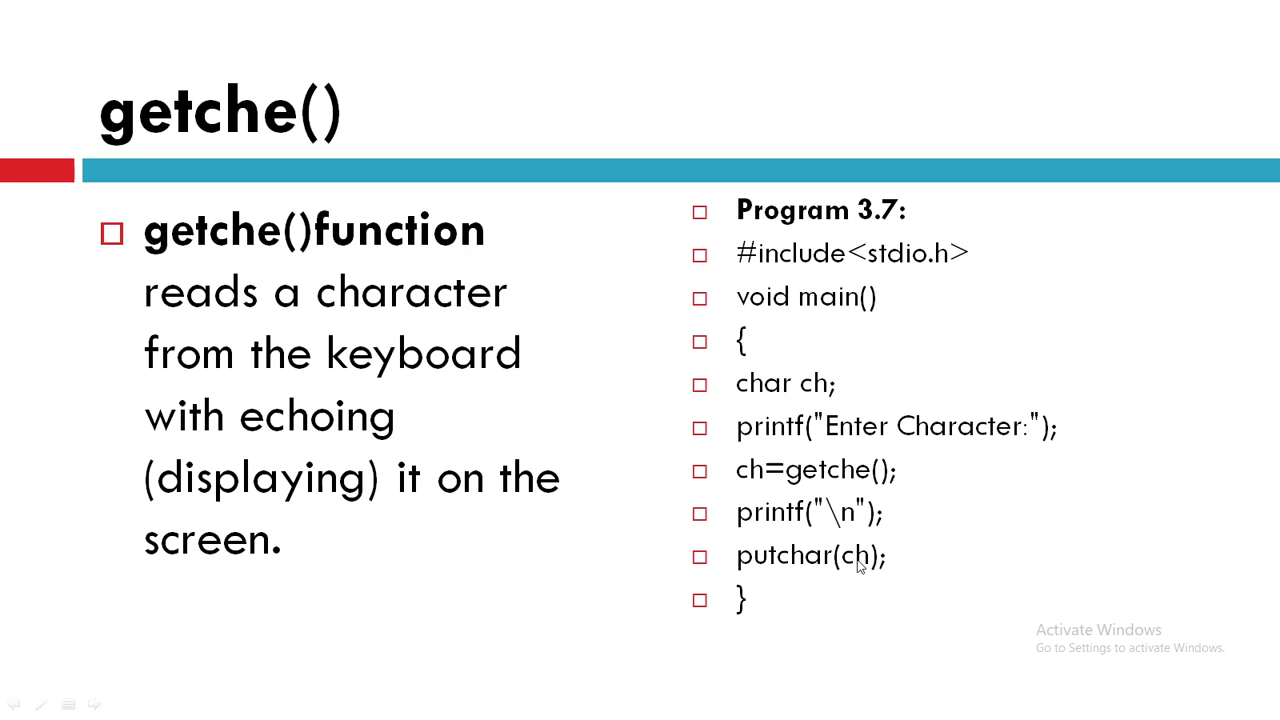 getche()
getche()function
reads a character
from the keyboard
with echoing
(displaying) it on the
screen.
Program 3.7:
#include<stdio.h>
void main()
{
char ch;
printf("Enter Character:");
ch=getche();
printf("\n");
putchar(ch);
}
Activate Windows
Go to Settings to activate Windows.